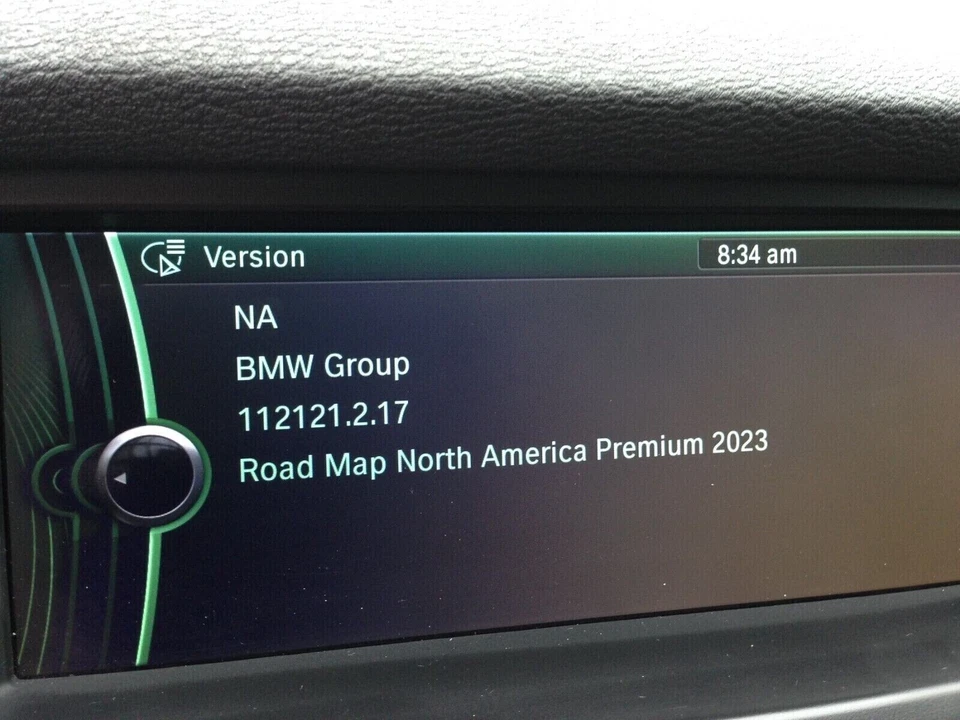 Version
8:34 am
NA
BMW Group
112121.2.17
Road Map North America Premium 2023